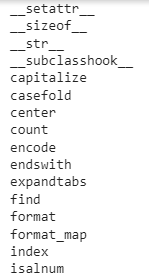 __setattr__
__sizeof__
__str__
__subclasshook__
capitalize
casefold
center
count
encode
endswith
expandtabs
find
format
format_map
index
isalnum